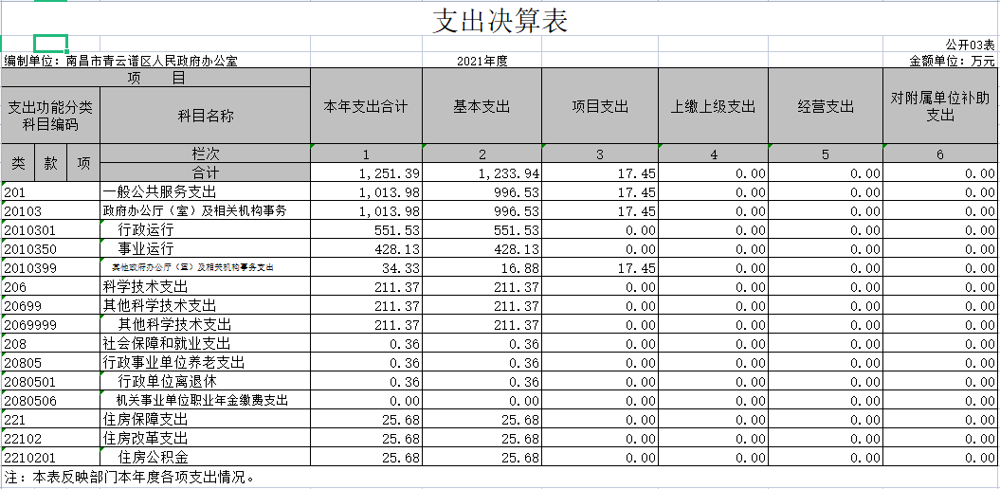 支出决算表
公开03表
编制单位：南昌市青云谱区人民政府办公室 2021年度 金额单位：万元
项 目 本年支出合计 基本支出 项目支出 上缴上级支出 经营支出 对附属单位补助支出
支出功能分类科目编码 科目名称
类 款 项 栏次 1 2 3 4 5 6
合计 1,251.39 1,233.94 17.45 0.00 0.00 0.00
201 一般公共服务支出 1,013.98 996.53 17.45 0.00 0.00 0.00
20103 政府办公厅（室）及相关机构事务 1,013.98 996.53 17.45 0.00 0.00 0.00
2010301 行政运行 551.53 551.53 0.00 0.00 0.00 0.00
2010350 事业运行 428.13 428.13 0.00 0.00 0.00 0.00
2010399 其他政府办公厅（室）及相关机构事务支出 34.33 16.88 17.45 0.00 0.00 0.00
206 科学技术支出 211.37 211.37 0.00 0.00 0.00 0.00
20699 其他科学技术支出 211.37 211.37 0.00 0.00 0.00 0.00
2069999 其他科学技术支出 211.37 211.37 0.00 0.00 0.00 0.00
208 社会保障和就业支出 0.36 0.36 0.00 0.00 0.00 0.00
20805 行政事业单位养老支出 0.36 0.36 0.00 0.00 0.00 0.00
2080501 行政单位离退休 0.36 0.36 0.00 0.00 0.00 0.00
2080506 机关事业单位职业年金缴费支出 0.00 0.00 0.00 0.00 0.00 0.00
221 住房保障支出 25.68 25.68 0.00 0.00 0.00 0.00
22102 住房改革支出 25.68 25.68 0.00 0.00 0.00 0.00
2210201 住房公积金 25.68 25.68 0.00 0.00 0.00 0.00
注：本表反映部门本年度各项支出情况。